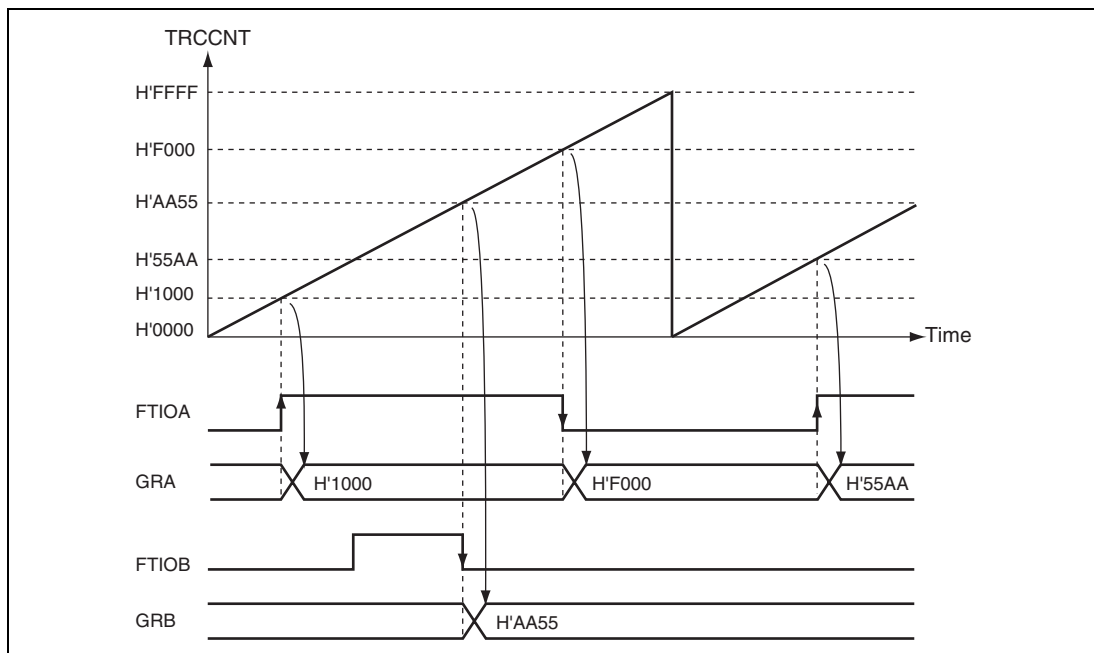 TRCCNT
H'FFFF
H'F000
H'AA55
H'55AA
H'1000
H'0000
Time
FTIOA
GRA
H'1000
H'F000
H'55AA
FTIOB
GRB
H'AA55